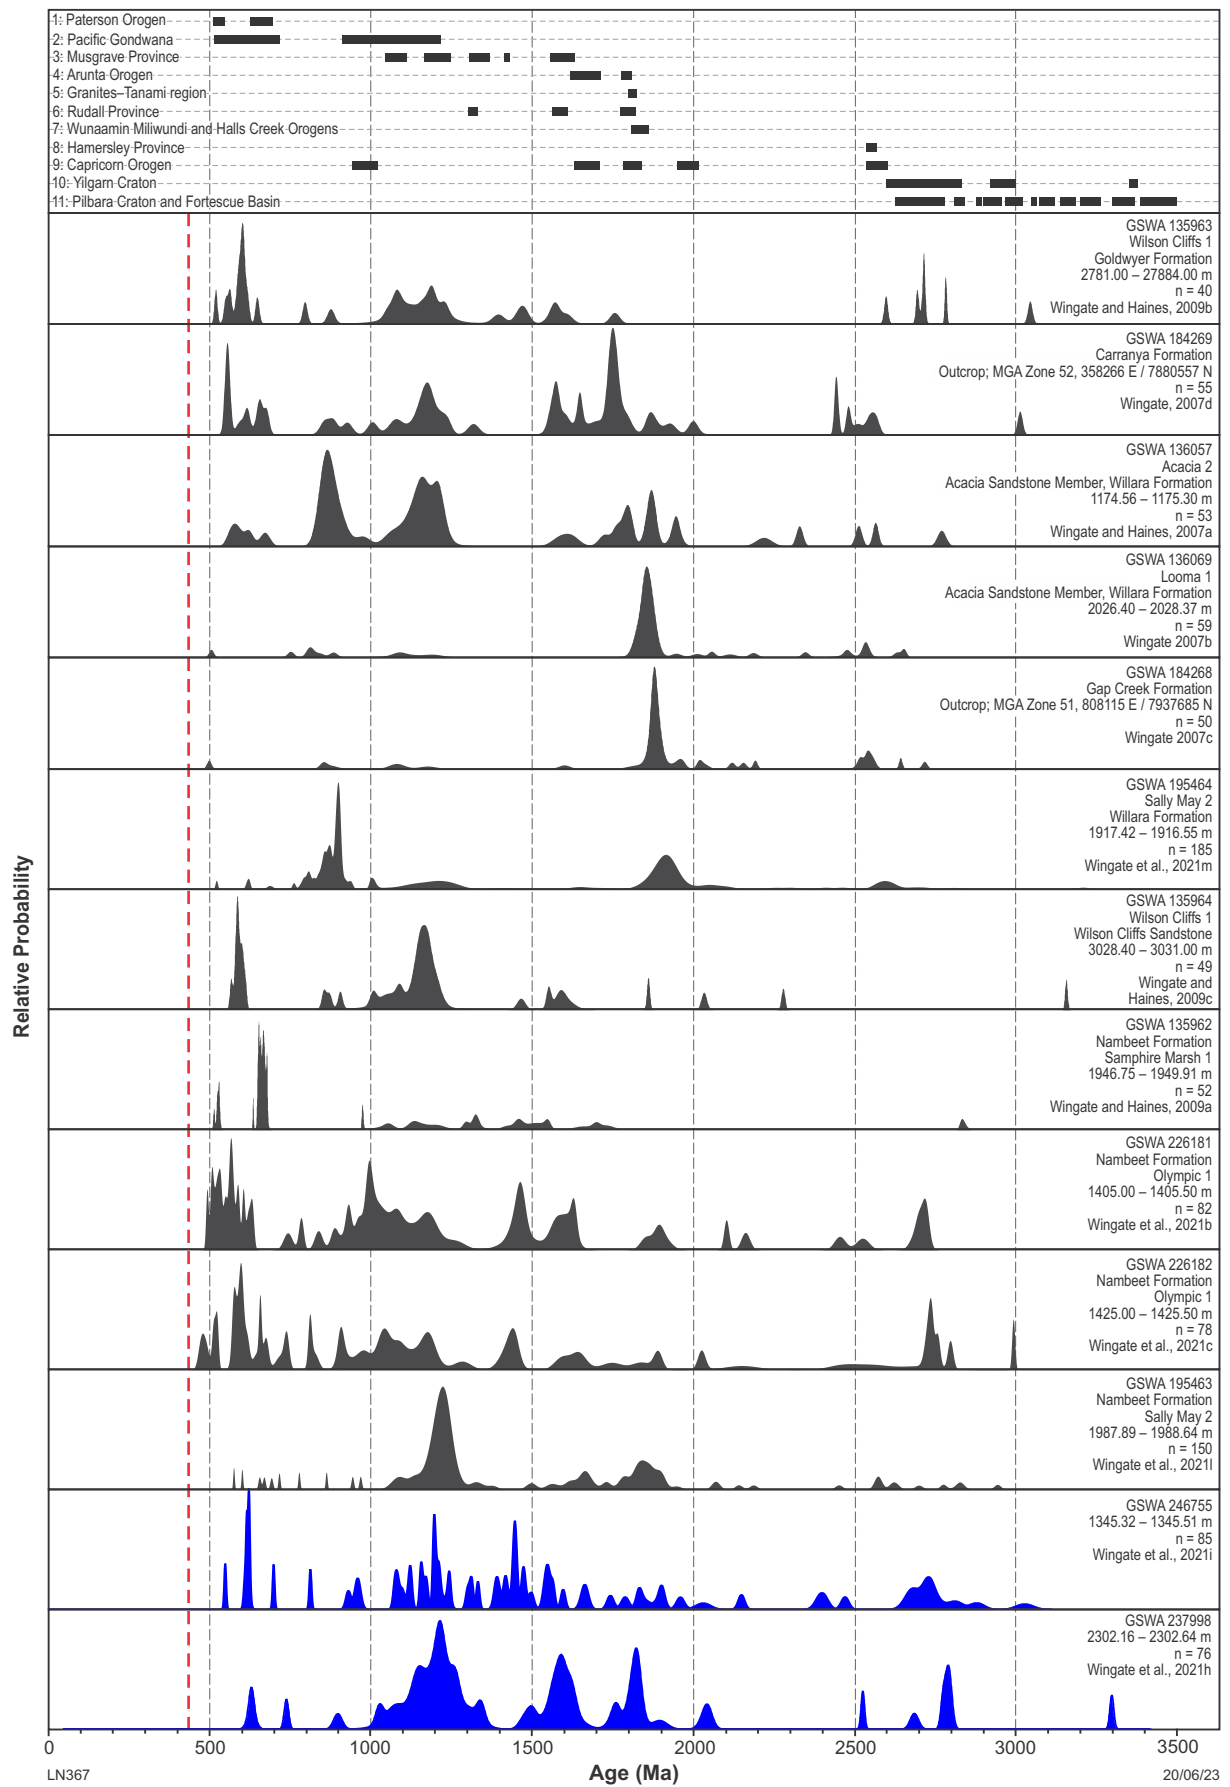 1: Paterson Orogen
2: Pacific Gondwana
3: Musgrave Province
4: Arunta Orogen
5: Granites–Tanami region
6: Rudall Province
7: Wunaamin Miliwundi and Halls Creek Orogens
8: Hamersley Province
9: Capricorn Orogen
10: Yilgarn Craton
11: Pilbara Craton and Fortescue Basin
GSWA 135963
Wilson Cliffs 1
Goldwyer Formation
2781.00 – 27884.00 m
n = 40
Wingate and Haines, 2009b
GSWA 184269
Carranya Formation
Outcrop; MGA Zone 52, 358266 E / 7880557 N
n = 55
Wingate, 2007d
GSWA 136057
Acacia 2
Acacia Sandstone Member, Willara Formation
1174.56 – 1175.30 m
n = 53
Wingate and Haines, 2007a
GSWA 136069
Looma 1
Acacia Sandstone Member, Willara Formation
2026.40 – 2028.37 m
n = 59
Wingate 2007b
GSWA 184268
Gap Creek Formation
Outcrop; MGA Zone 51, 808115 E / 7937685 N
n = 50
Wingate 2007c
GSWA 195464
Sally May 2
Willara Formation
1917.42 – 1916.55 m
n = 185
Wingate et al., 2021m
GSWA 135964
Wilson Cliffs 1
Wilson Cliffs Sandstone
3028.40 – 3031.00 m
n = 49
Wingate and
Haines, 2009c
GSWA 135962
Nambeet Formation
Samphire Marsh 1
1946.75 – 1949.91 m
n = 52
Wingate and Haines, 2009a
GSWA 226181
Nambeet Formation
Olympic 1
1405.00 – 1405.50 m
n = 82
Wingate et al., 2021b
GSWA 226182
Nambeet Formation
Olympic 1
1425.00 – 1425.50 m
n = 78
Wingate et al., 2021c
GSWA 195463
Nambeet Formation
Sally May 2
1987.89 – 1988.64 m
n = 150
Wingate et al., 2021l
GSWA 246755
1345.32 – 1345.51 m
n = 85
Wingate et al., 2021i
GSWA 237998
2302.16 – 2302.64 m
n = 76
Wingate et al., 2021h
Relative Probability
0 500 1000 1500 2000 2500 3000 3500
Age (Ma)
LN367
20/06/23